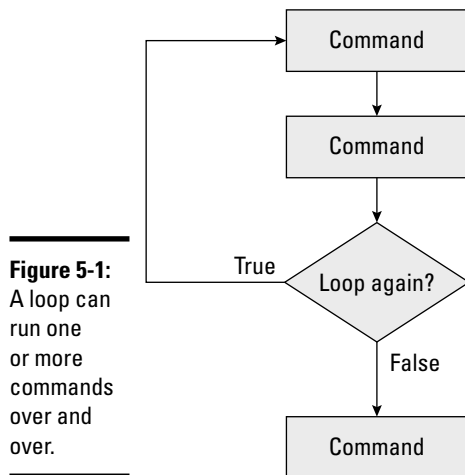 Command
Command
True
Loop again?
False
Command
Figure 5-1:
A loop can
run one
or more
commands
over and
over.